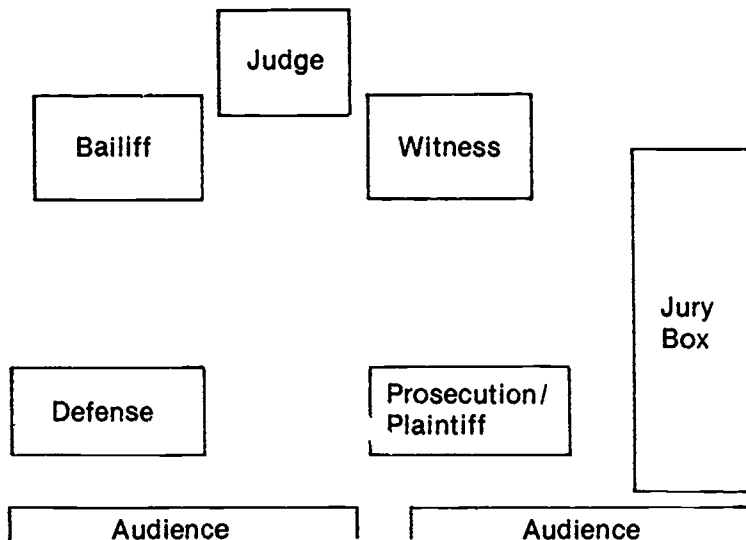 Judge
Bailiff
Witness
Jury
Box
Defense
Prosecution/
Plaintiff
Audience
Audience